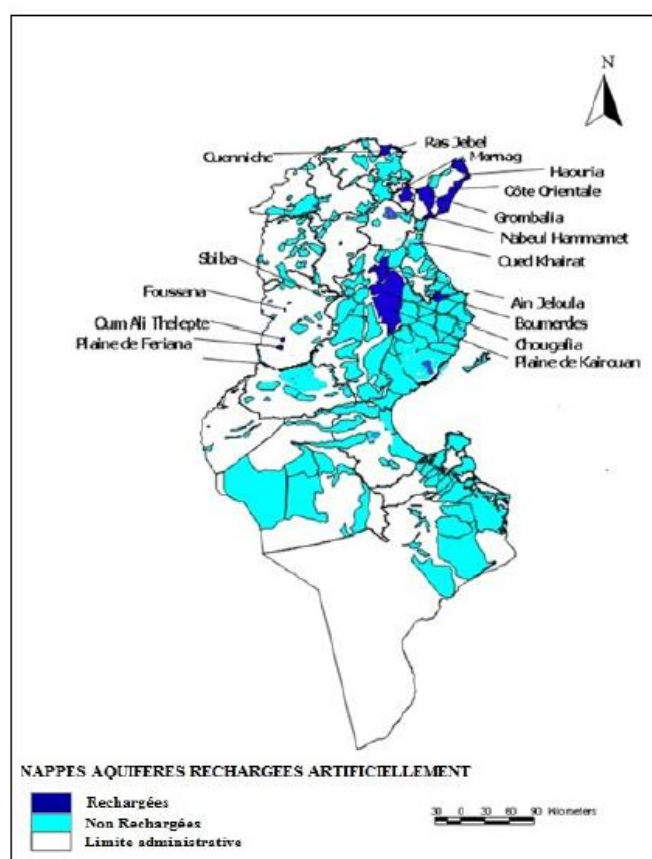 N
Ras Jebel
Mornag
Guenniche
Haouria
Côte Orientale
Grombalia
Nabeul Hammamet
Sbiba
Oued Khairat
Foussana
Ain Jeloula
Oum Ali Thelepte
Boumerdes
Plaine de Feriana
Chougafia
Plaine de Kairouan
NAPPES AQUIFERES RECHARGEES ARTIFICIELLEMENT
Rechargées
Non Rechargées
Limite administrative
30 0 30 60 90 Kilometers